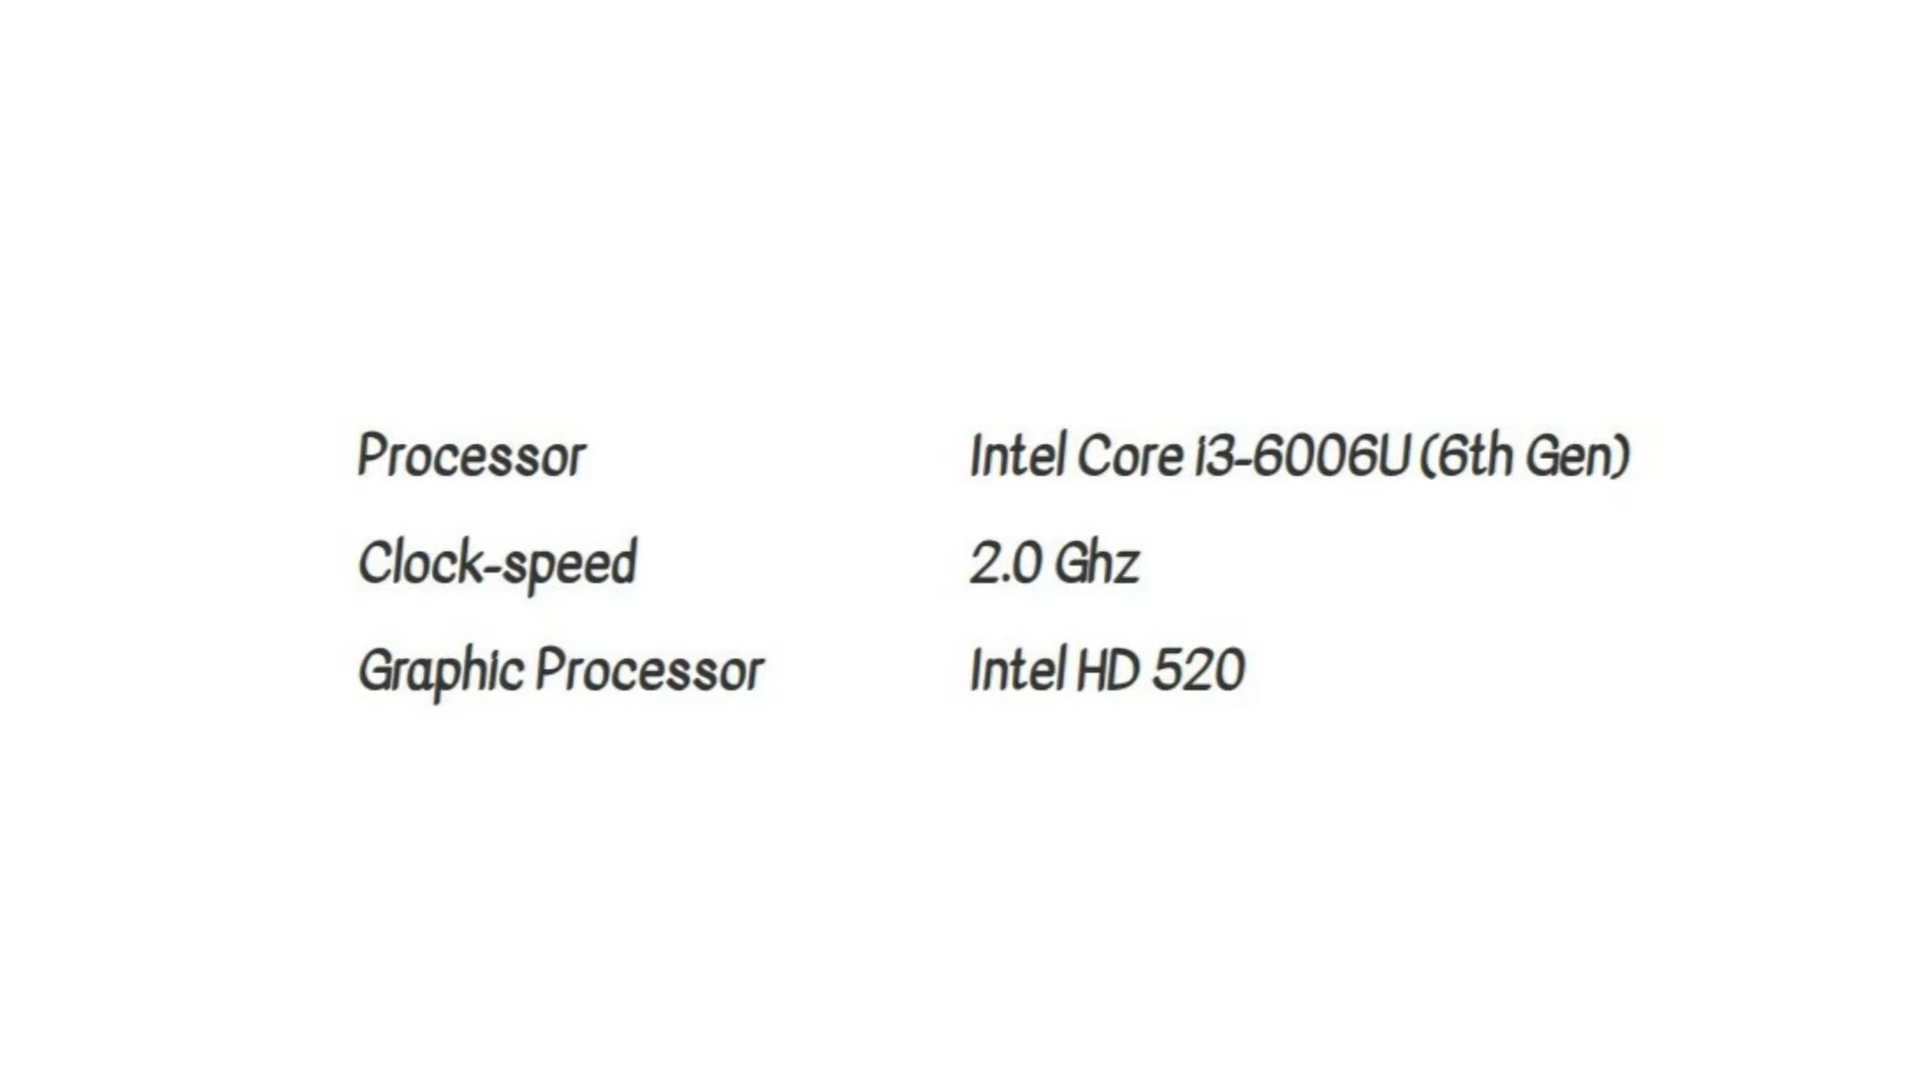 Processor Intel Core i3-6006U (6th Gen)
Clock-speed 2.0 Ghz
Graphic Processor Intel HD 520